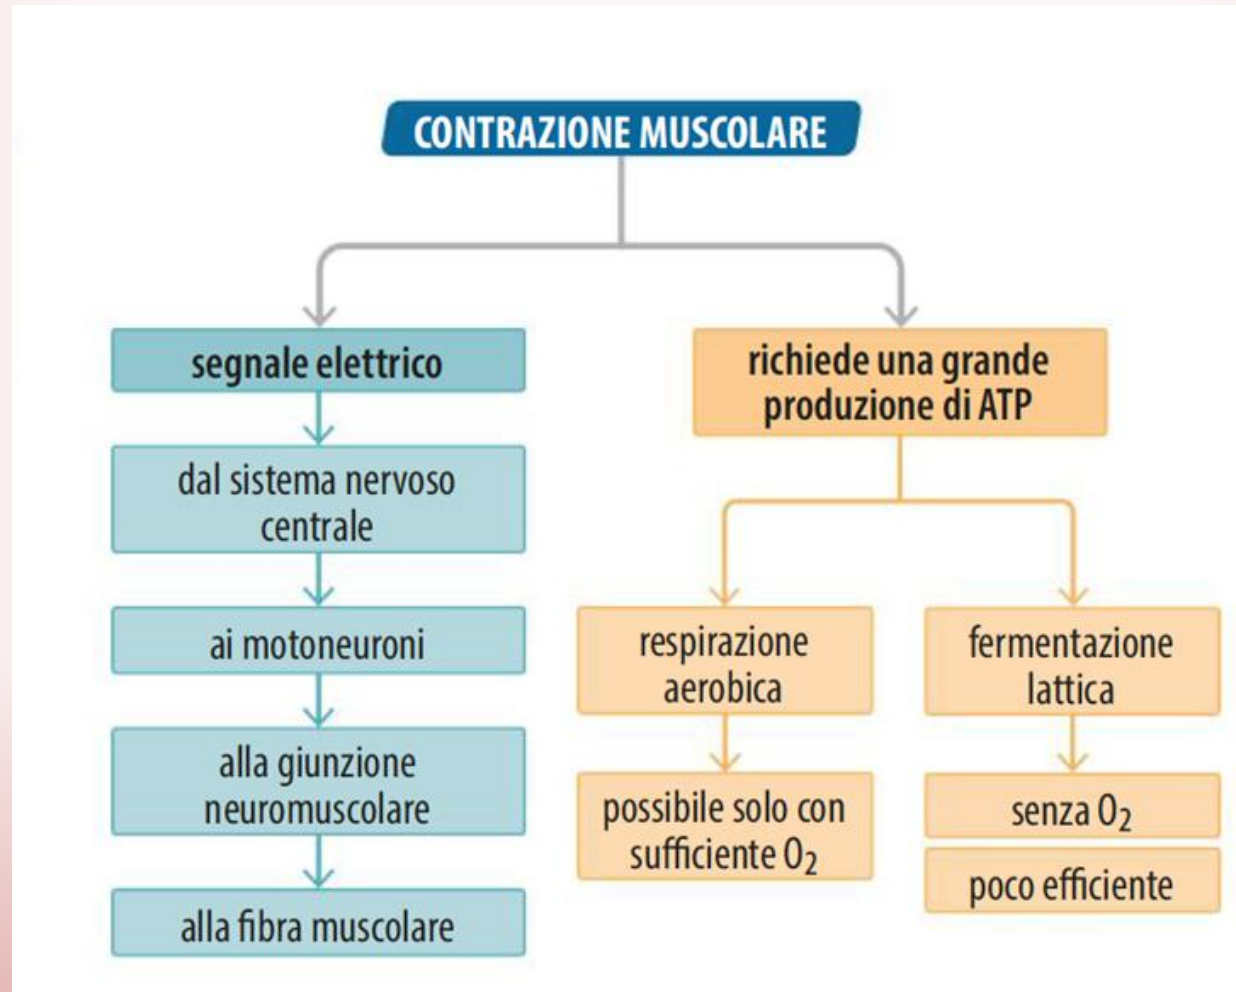 CONTRAZIONE MUSCOLARE
segnale elettrico
dal sistema nervoso
centrale
ai motoneuroni
alla giunzione
neuromuscolare
alla fibra muscolare
richiede una grande
produzione di ATP
respirazione
aerobica
possibile solo con
sufficiente O₂
fermentazione
lattica
senza O₂
poco efficiente